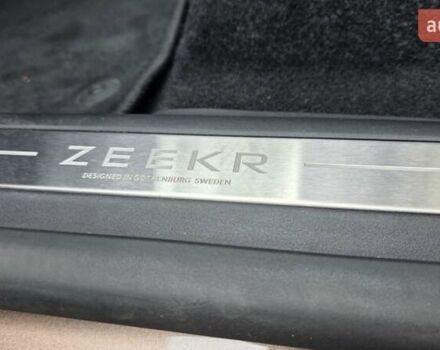 ZEEKR
DESIGNED IN GOTHENBURG SWEDEN